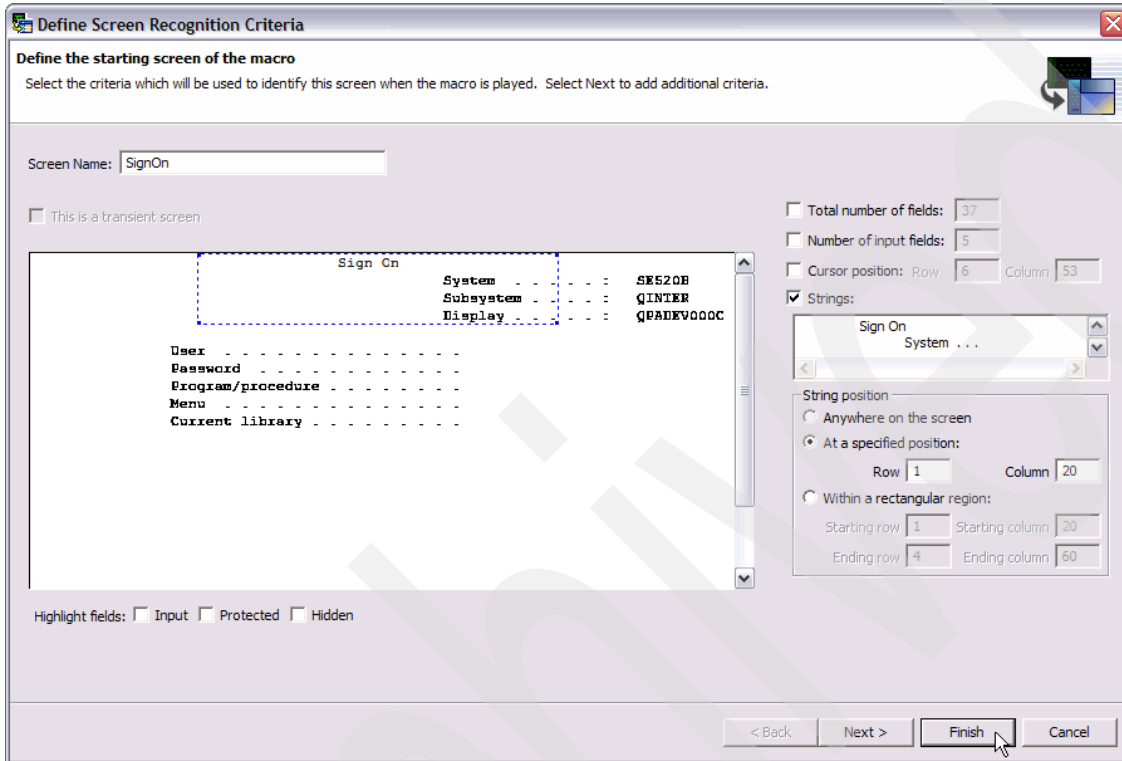 Define Screen Recognition Criteria
Define the starting screen of the macro
Select the criteria which will be used to identify this screen when the macro is played. Select Next to add additional criteria.
Screen Name: SignOn
This is a transient screen
Sign On
System . . . . . : SE520B
Subsystem . . . . : QINTER
Display . . . . . : QPADEV000C
User . . . . . . . . . . . . . .
Password . . . . . . . . . . . .
Program/procedure . . . . . . . .
Menu . . . . . . . . . . . . . .
Current library . . . . . . . . .
Highlight fields: Input Protected Hidden
Total number of fields: 37
Number of input fields: 5
Cursor position: Row 6 Column 53
Strings:
Sign On
System . . .
String position
Anywhere on the screen
At a specified position:
Row 1 Column 20
Within a rectangular region:
Starting row 1 Starting column 20
Ending row 4 Ending column 60
< Back Next > Finish Cancel